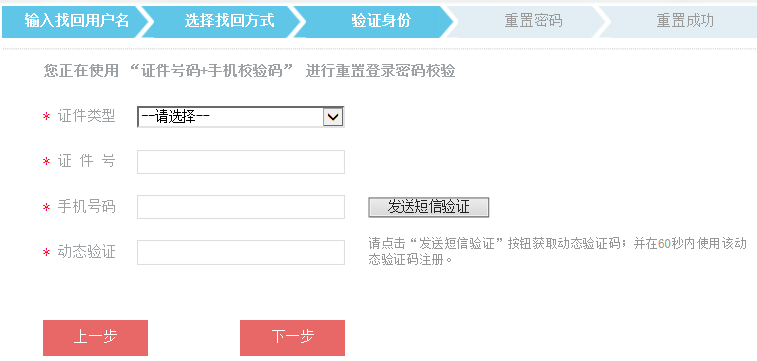 输入找回用户名 选择找回方式 验证身份 重置密码 重置成功
您正在使用 “证件号码+手机校验码” 进行重置登录密码校验
* 证件类型 --请选择--
* 证 件 号
* 手机号码 发送短信验证
* 动态验证 请点击“发送短信验证”按钮获取动态验证码；并在60秒内使用该动
态验证码注册。
上一步 下一步